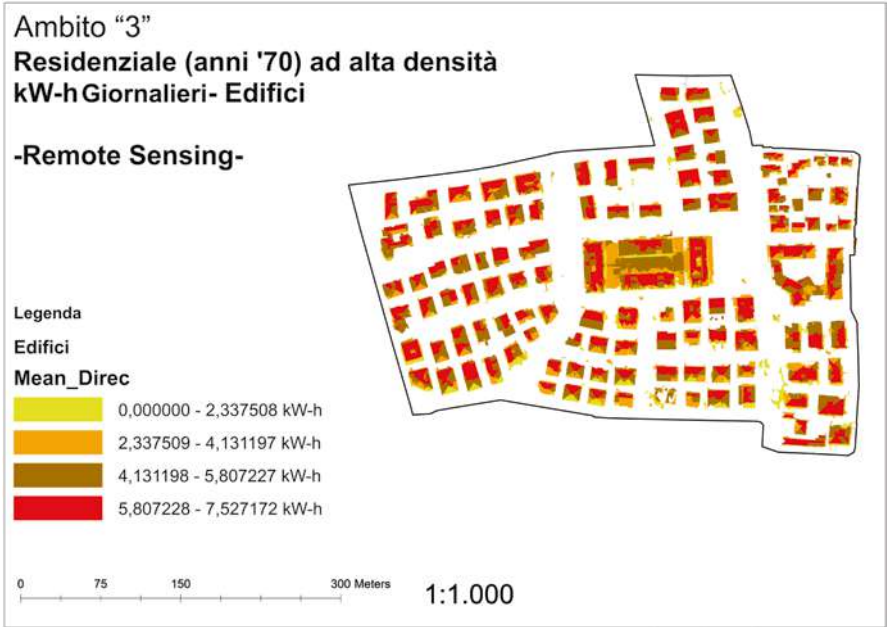 Ambito “3”
Residenziale (anni '70) ad alta densità
kW-h Giornalieri- Edifici
-Remote Sensing-
Legenda
Edifici
Mean_Direc
0,000000 - 2,337508 kW-h
2,337509 - 4,131197 kW-h
4,131198 - 5,807227 kW-h
5,807228 - 7,527172 kW-h
0 75 150 300 Meters
1:1.000